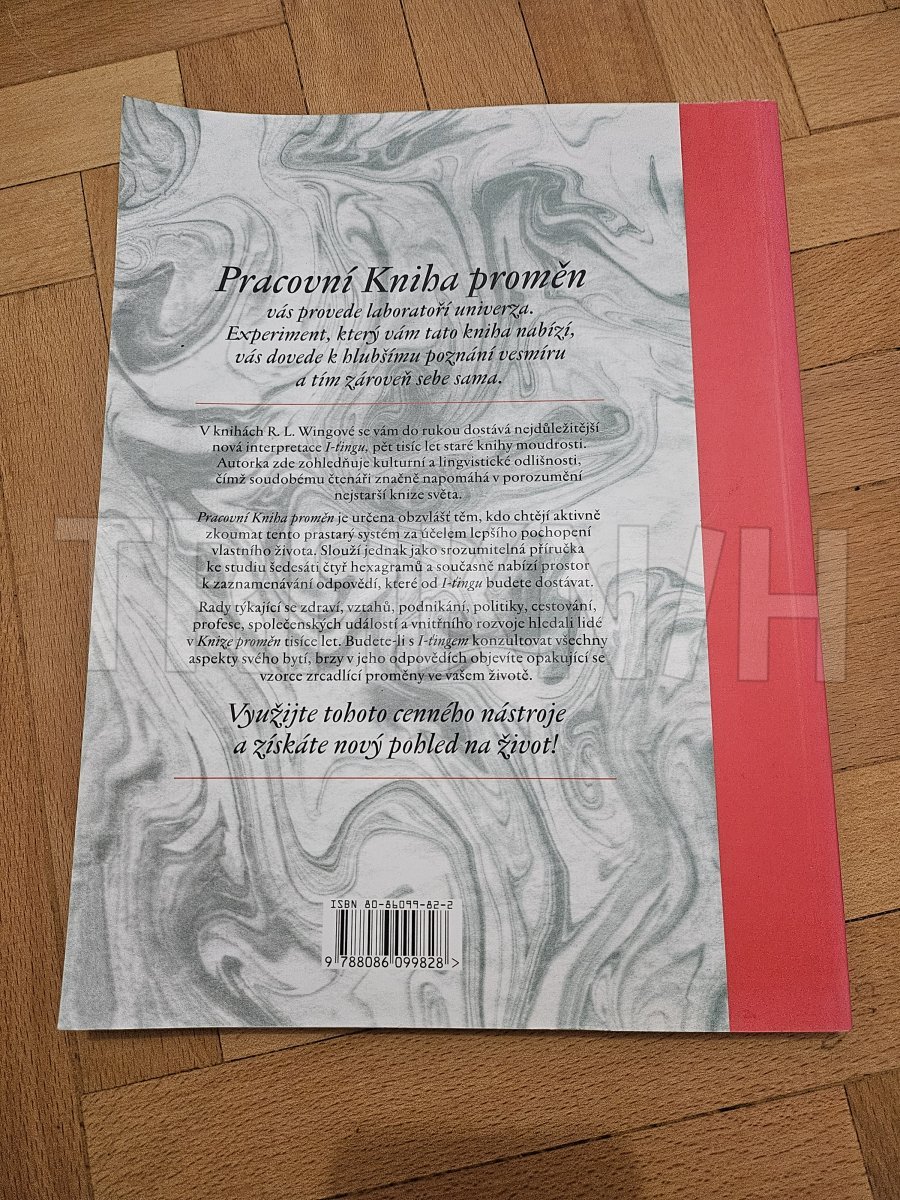 Pracovní Kniha proměn
vás provede laboratoří univerza.
Experiment, který vám tato kniha nabízí,
vás dovede k hlubšímu poznání vesmíru
a tím zároveň sebe sama.
V knihách R. L. Wingové se vám do rukou dostává nejdůležitější
nová interpretace I-ťingu, pět tisíc let staré knihy moudrosti.
Autorka zde zohledňuje kulturní a lingvistické odlišnosti,
čímž soudobému čtenáři značně napomáhá v porozumění
nejstarší knize světa.
Pracovní Kniha proměn je určena obzvlášť těm, kdo chtějí aktivně
zkoumat tento prastarý systém za účelem lepšího pochopení
vlastního života. Slouží jednak jako srozumitelná příručka
ke studiu šedesáti čtyř hexagramů a současně nabízí prostor
k zaznamenávání odpovědí, které od I-ťingu budete dostávat.
Rady týkající se zdraví, vztahů, podnikání, politiky, cestování,
profese, společenských událostí a vnitřního rozvoje hledali lidé
v Knize proměn tisíce let. Budete-li s I-ťingem konzultovat všechny
aspekty svého bytí, brzy v jeho odpovědích objevíte opakující se
vzorce zrcadlící proměny ve vašem životě.
Využijte tohoto cenného nástroje
a získáte nový pohled na život!
ISBN 80-86099-82-2
9 788086 099828 >